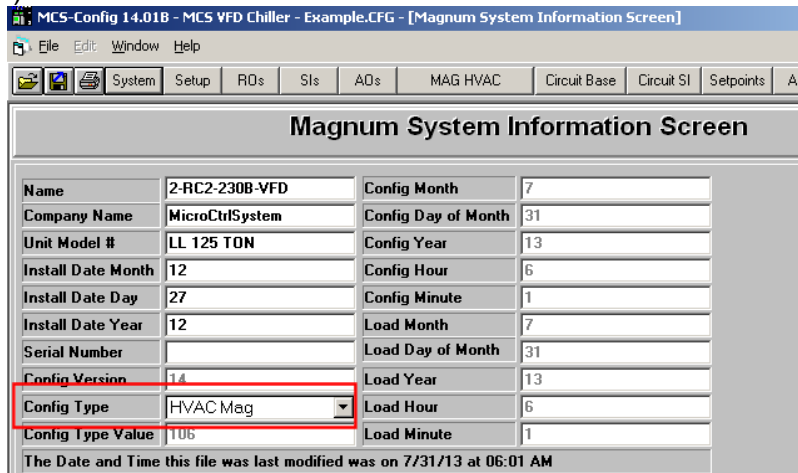 MCS-Config 14.01B - MCS VFD Chiller - Example.CFG - [Magnum System Information Screen]
File Edit Window Help
System Setup ROs SIs AOs MAG HVAC Circuit Base Circuit SI Setpoints A
Magnum System Information Screen
Name 2-RC2-230B-VFD Config Month 7
Company Name MicroCtrlSystem Config Day of Month 31
Unit Model # LL 125 TON Config Year 13
Install Date Month 12 Config Hour 6
Install Date Day 27 Config Minute 1
Install Date Year 12 Load Month 7
Serial Number Load Day of Month 31
Config Version 14 Load Year 13
Config Type HVAC Mag Load Hour 6
Config Type Value 106 Load Minute 1
The Date and Time this file was last modified was on 7/31/13 at 06:01 AM